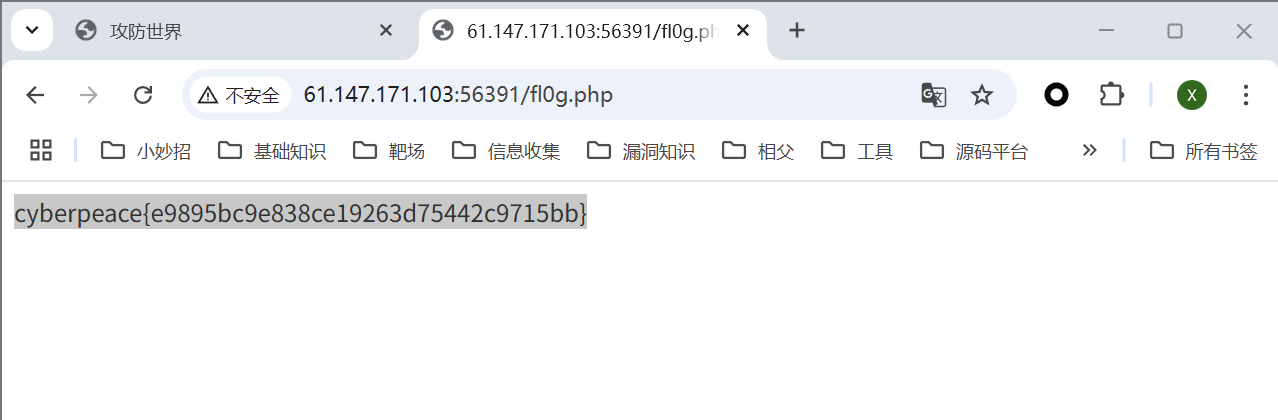 攻防世界
61.147.171.103:56391/fl0g.ph
不安全
61.147.171.103:56391/fl0g.php
X
小妙招
基础知识
靶场
信息收集
漏洞知识
相父
工具
源码平台
所有书签
cyberpeace{e9895bc9e838ce19263d75442c9715bb}